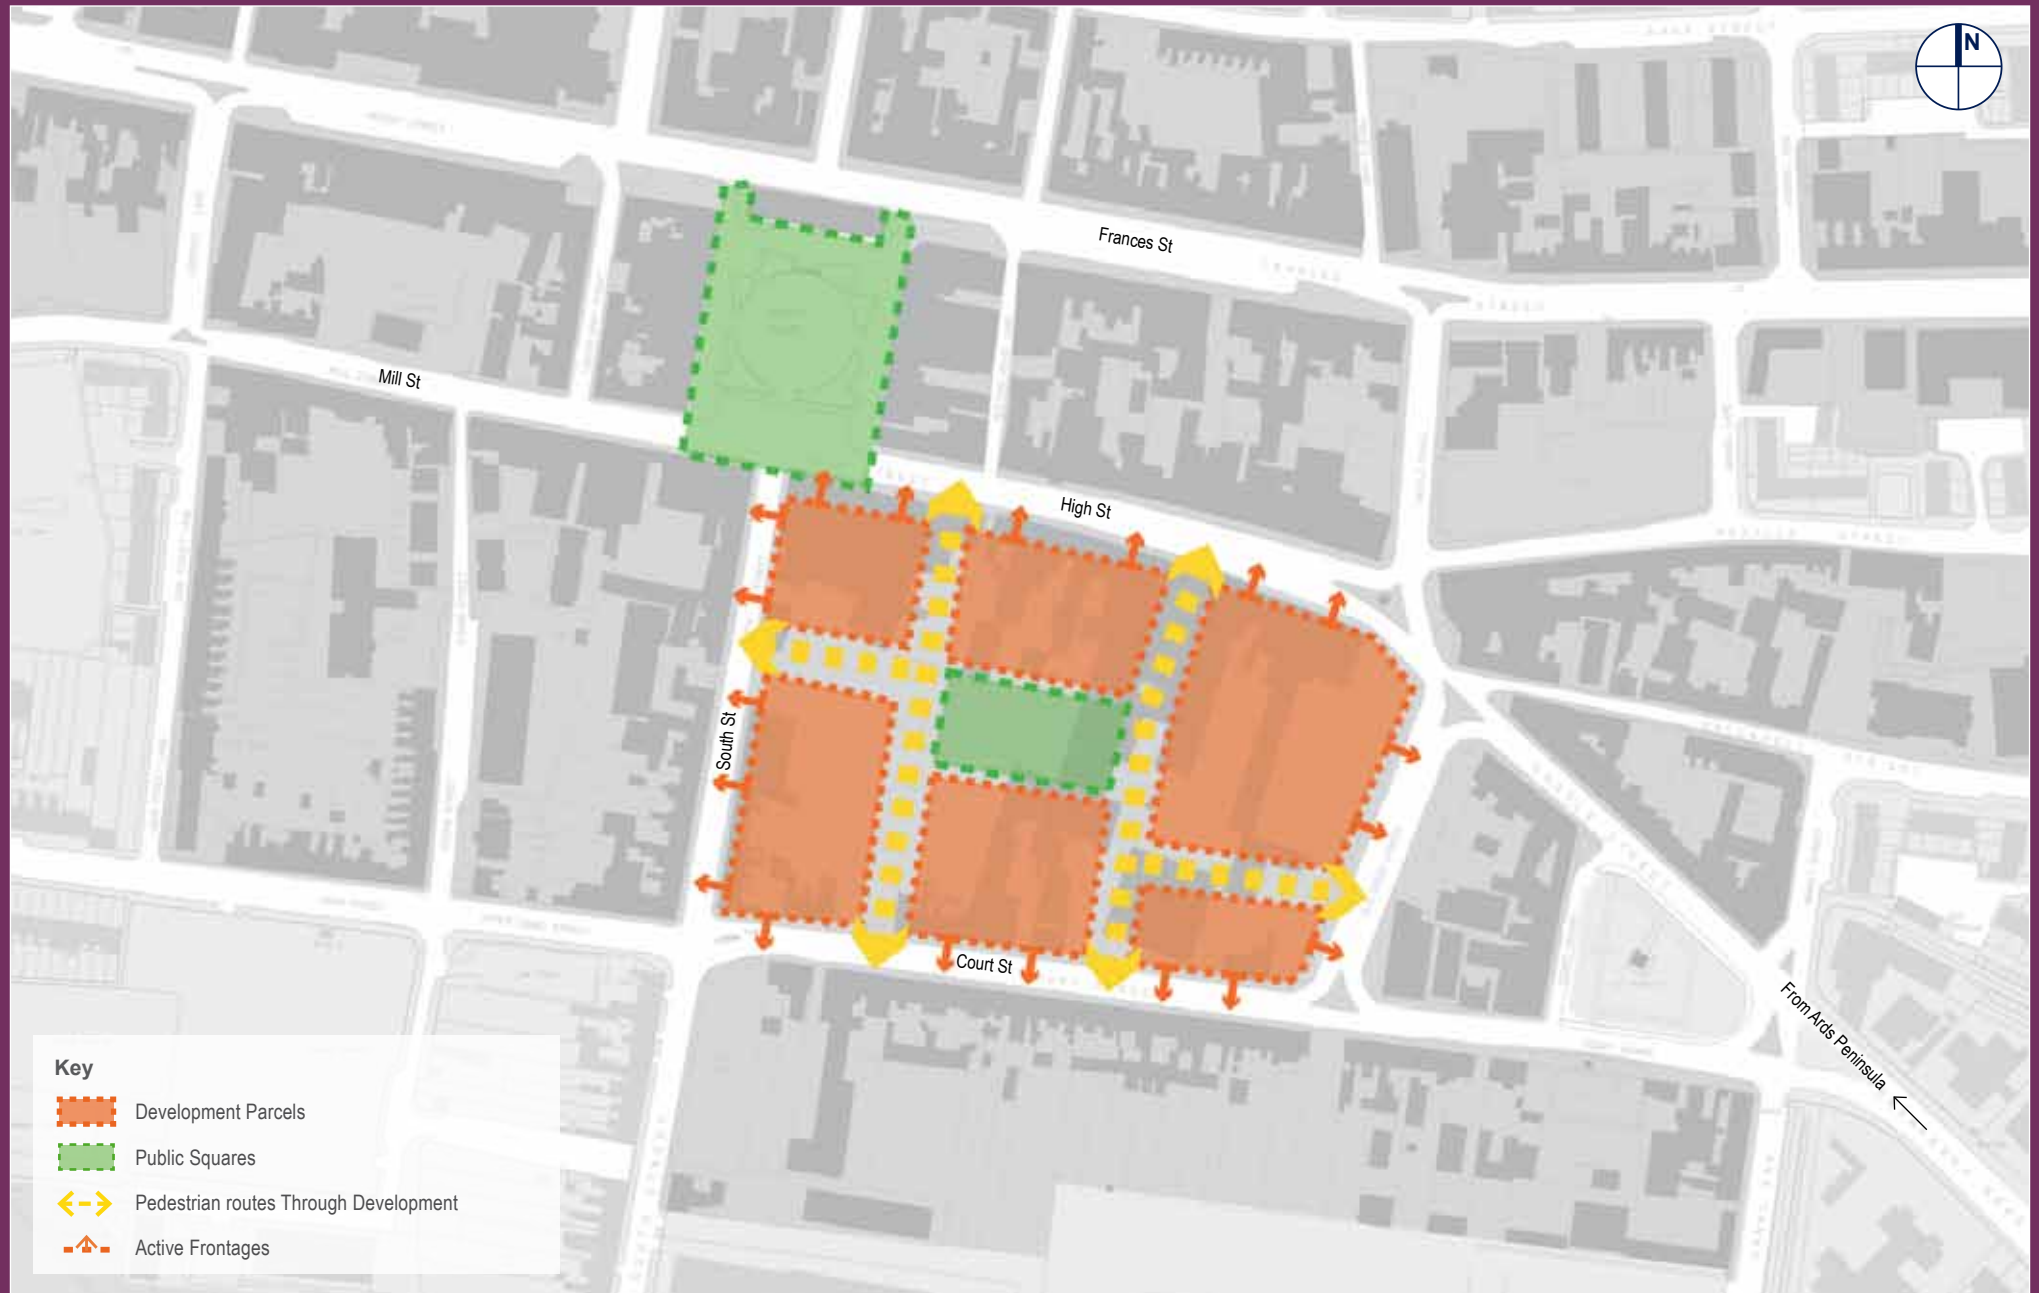 N
Frances St
Mill St
High St
South St
Court St
From Ards Peninsula
Key
Development Parcels
Public Squares
Pedestrian routes Through Development
Active Frontages